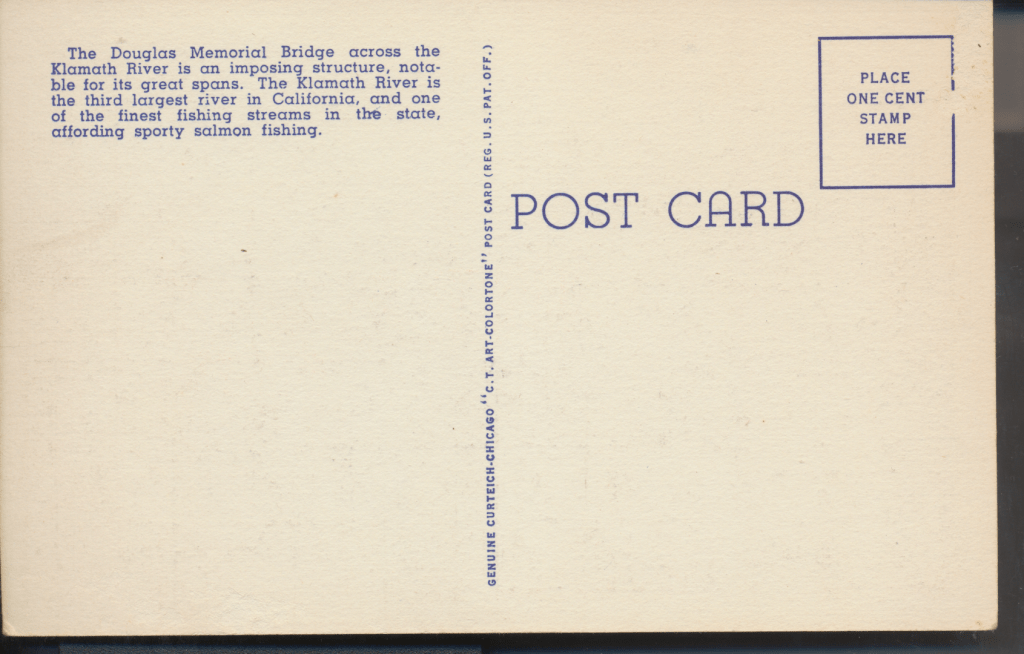 The Douglas Memorial Bridge across the
Klamath River is an imposing structure, nota-
ble for its great spans. The Klamath River is
the third largest river in California, and one
of the finest fishing streams in the state,
affording sporty salmon fishing.
GENUINE CURTEICH-CHICAGO "C.T. ART-COLORTONE" POST CARD (REG. U.S. PAT. OFF.)
POST CARD
PLACE
ONE CENT
STAMP
HERE